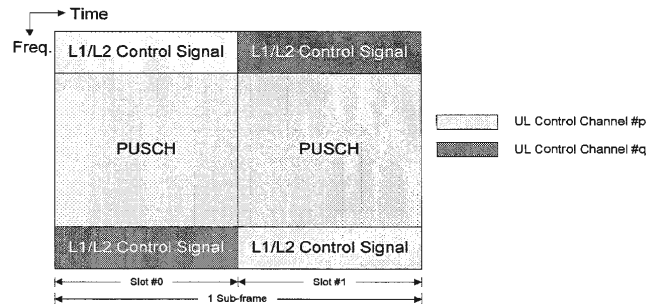 Time
Freq.
L1/L2 Control Signal
L1/L2 Control Signal
PUSCH
PUSCH
UL Control Channel #p
UL Control Channel #q
L1/L2 Control Signal
L1/L2 Control Signal
Slot #0
Slot #1
1 Sub-frame